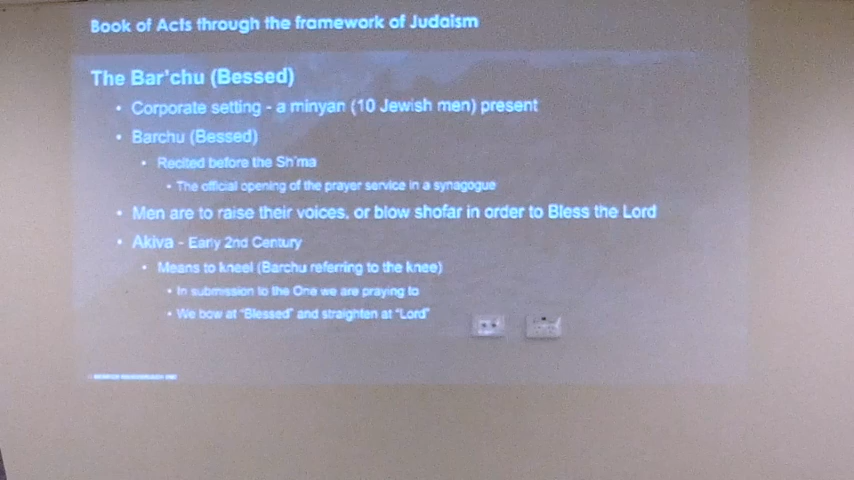 Book of Acts through the framework of Judaism
The Bar'chu (Bessed)
• Corporate setting - a minyan (10 Jewish men) present
• Barchu (Bessed)
• Recited before the Sh'ma
• The official opening of the prayer service in a synagogue
• Men are to raise their voices, or blow shofar in order to Bless the Lord
• Akiva - Early 2nd Century
• Means to kneel (Barchu referring to the knee)
• In submission to the One we are praying to
• We bow at "Blessed" and straighten at "Lord"